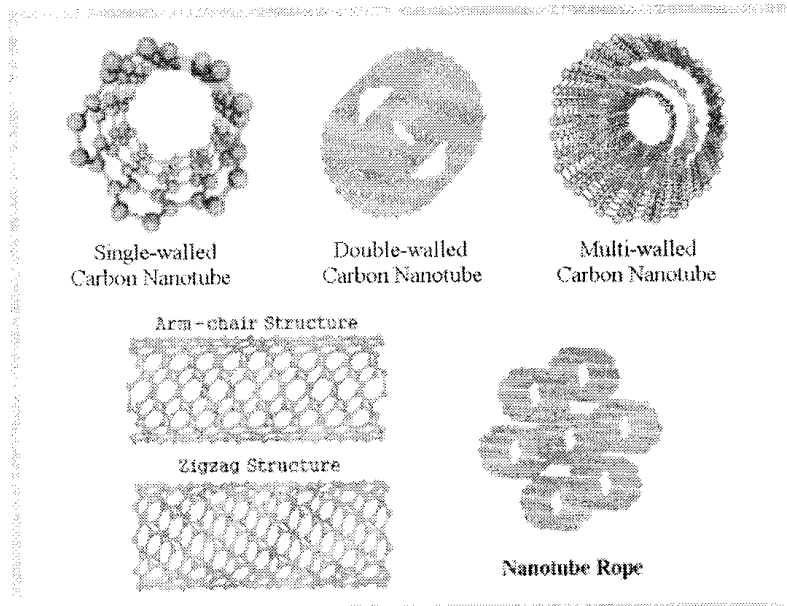 Single-walled
Carbon Nanotube
Double-walled
Carbon Nanotube
Multi-walled
Carbon Nanotube
Arm-chair Structure
Zigzag Structure
Nanotube Rope